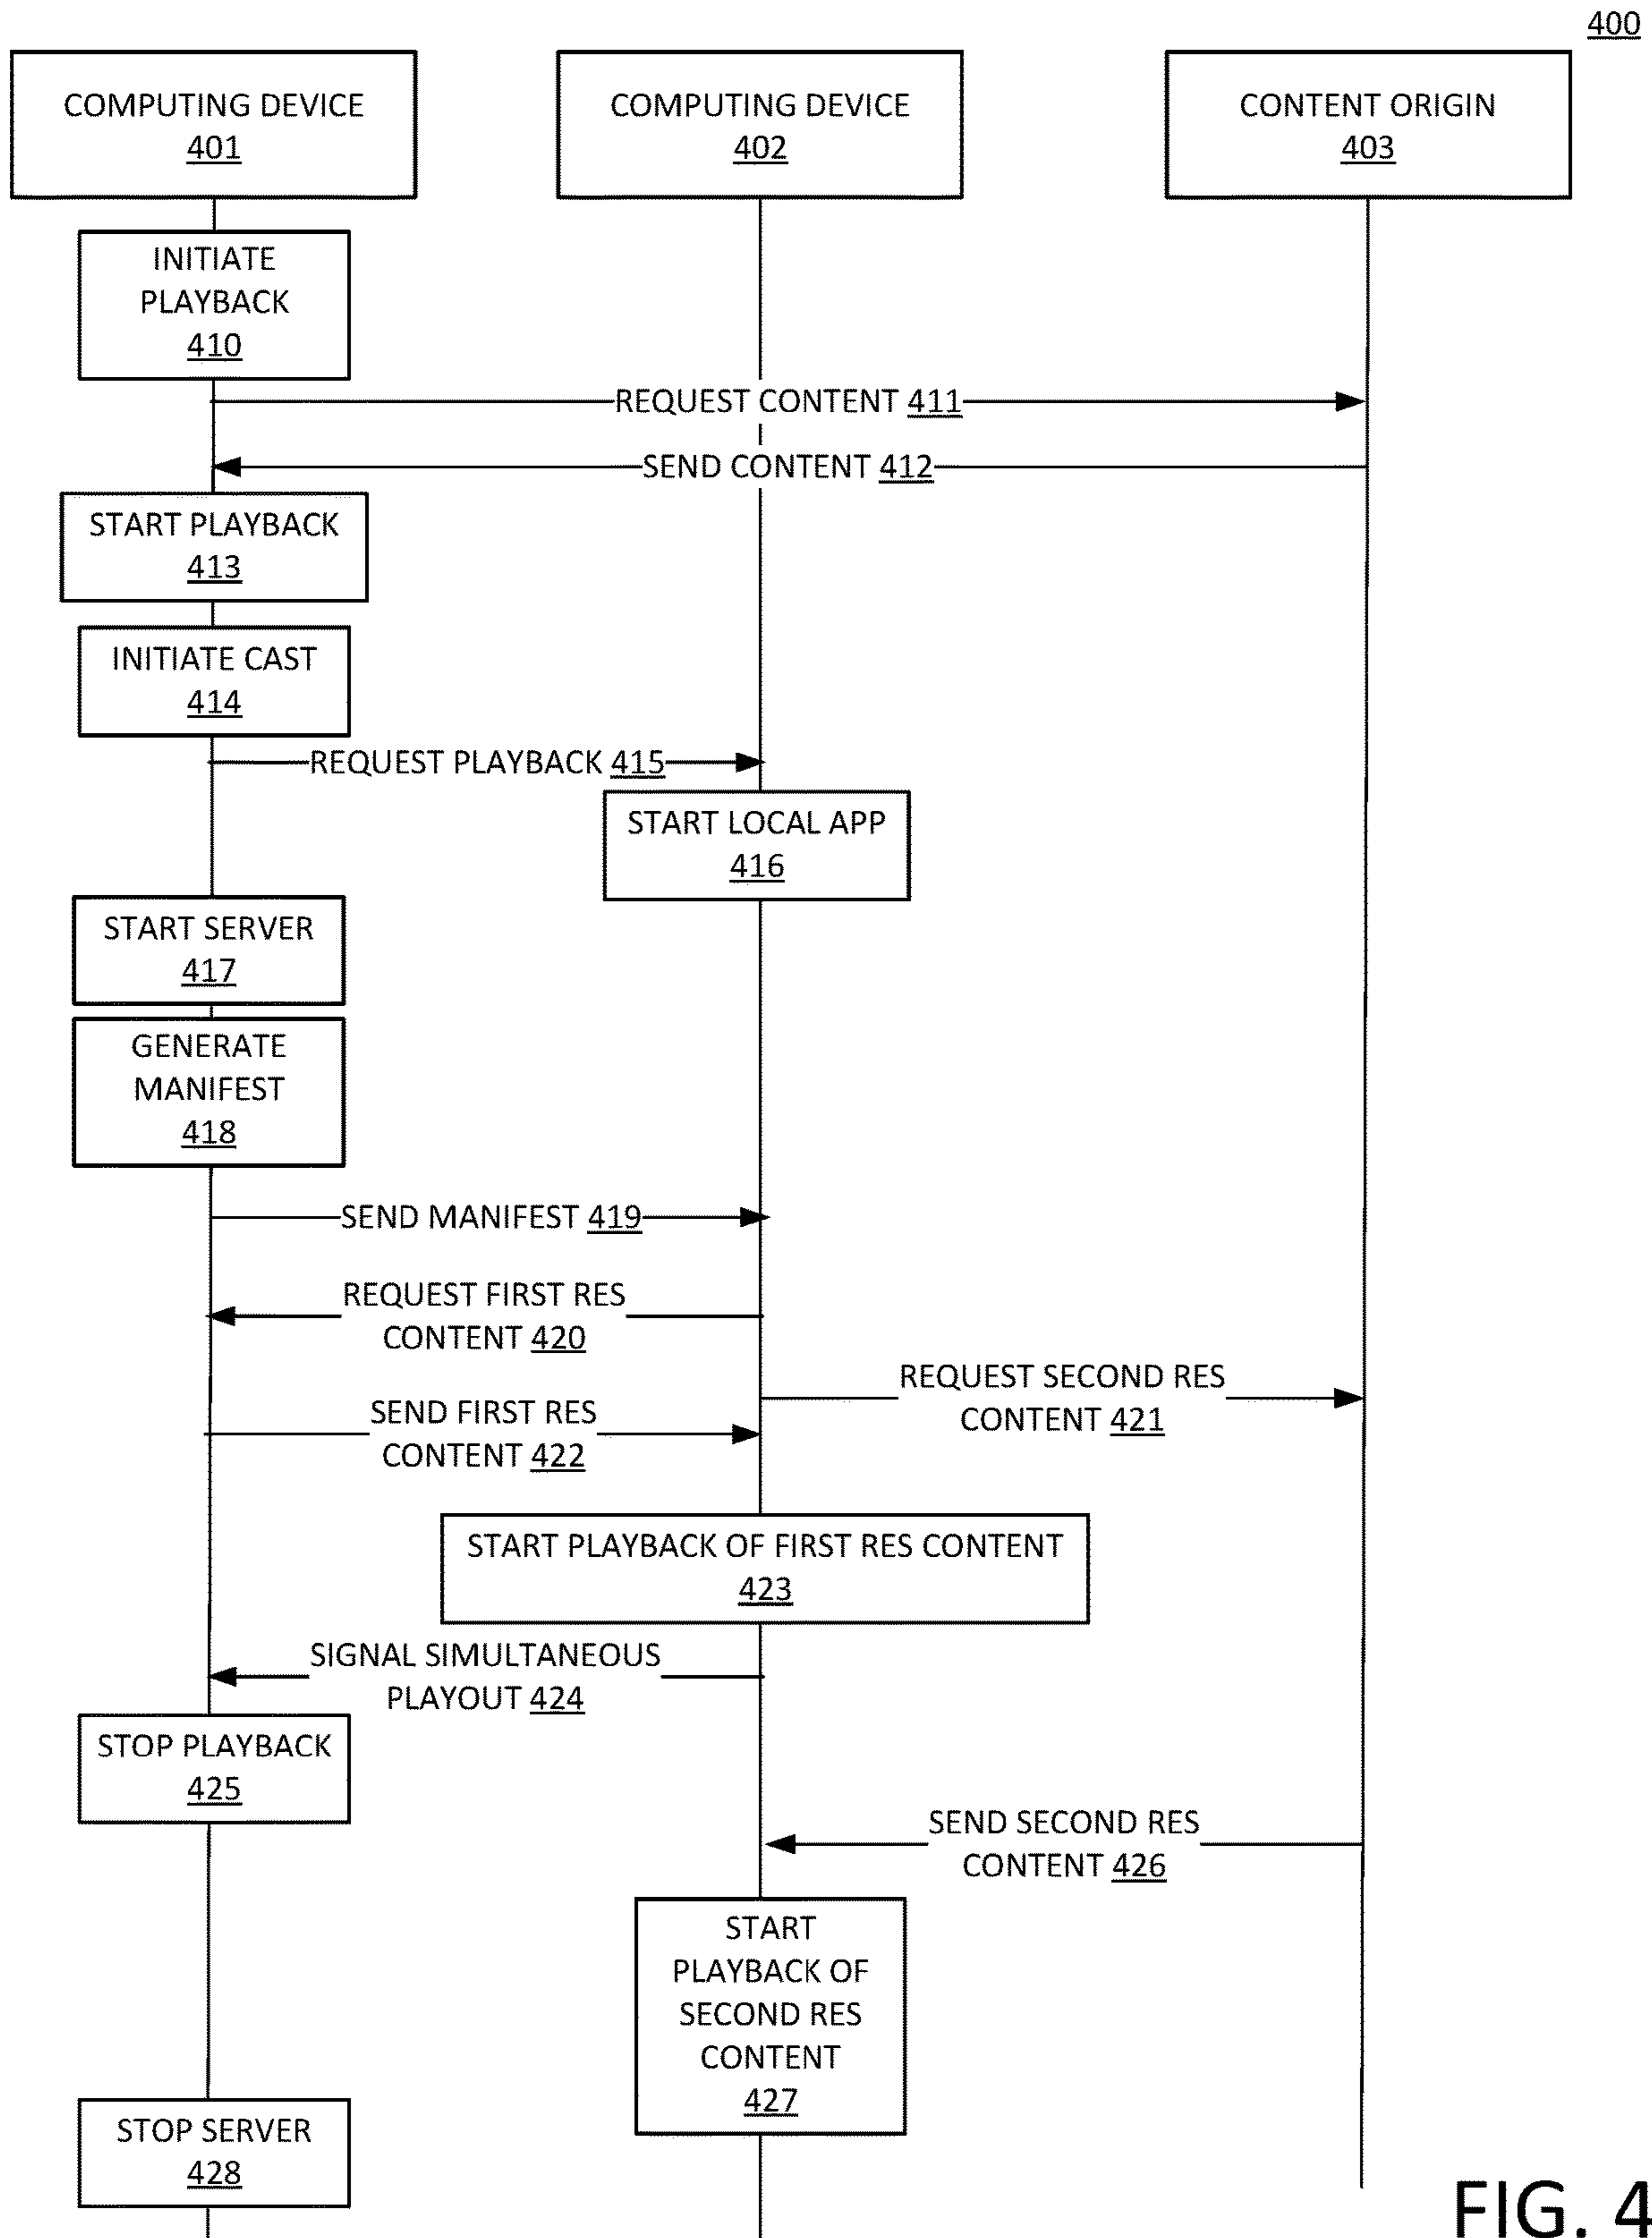 400
COMPUTING DEVICE
401
COMPUTING DEVICE
402
CONTENT ORIGIN
403
INITIATE
PLAYBACK
410
REQUEST CONTENT 411
SEND CONTENT 412
START PLAYBACK
413
INITIATE CAST
414
REQUEST PLAYBACK 415
START LOCAL APP
416
START SERVER
417
GENERATE
MANIFEST
418
SEND MANIFEST 419
REQUEST FIRST RES
CONTENT 420
REQUEST SECOND RES
CONTENT 421
SEND FIRST RES
CONTENT 422
START PLAYBACK OF FIRST RES CONTENT
423
SIGNAL SIMULTANEOUS
PLAYOUT 424
STOP PLAYBACK
425
SEND SECOND RES
CONTENT 426
START
PLAYBACK OF
SECOND RES
CONTENT
427
STOP SERVER
428
FIG. 4